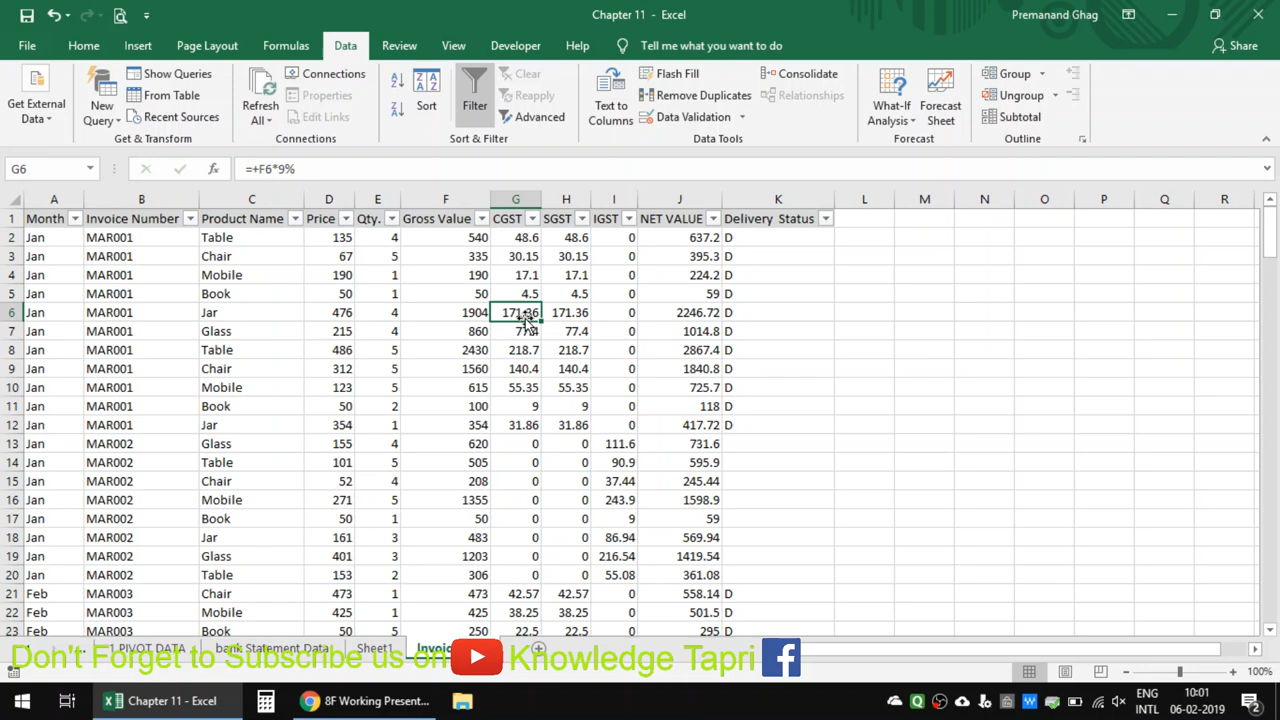 Chapter 11 - Excel
Premanand Ghag
File Home Insert Page Layout Formulas Data Review View Developer Help Tell me what you want to do Share
Get External Data
New Query
Show Queries
From Table
Recent Sources
Get & Transform
Refresh All
Connections
Properties
Edit Links
Connections
Sort
Filter
Clear
Reapply
Advanced
Sort & Filter
Text to Columns
Flash Fill
Remove Duplicates
Data Validation
Consolidate
Relationships
Data Tools
What-If Analysis
Forecast Sheet
Forecast
Group
Ungroup
Subtotal
Outline
G6 fx =+F6*9%
A B C D E F G H I J K L M N O P Q R
1 Month Invoice Number Product Name Price Qty. Gross Value CGST SGST IGST NET VALUE Delivery Status
2 Jan MAR001 Table 135 4 540 48.6 48.6 0 637.2 D
3 Jan MAR001 Chair 67 5 335 30.15 30.15 0 395.3 D
4 Jan MAR001 Mobile 190 1 190 17.1 17.1 0 224.2 D
5 Jan MAR001 Book 50 1 50 4.5 4.5 0 59 D
6 Jan MAR001 Jar 476 4 1904 171.36 171.36 0 2246.72 D
7 Jan MAR001 Glass 215 4 860 77.4 77.4 0 1014.8 D
8 Jan MAR001 Table 486 5 2430 218.7 218.7 0 2867.4 D
9 Jan MAR001 Chair 312 5 1560 140.4 140.4 0 1840.8 D
10 Jan MAR001 Mobile 123 5 615 55.35 55.35 0 725.7 D
11 Jan MAR001 Book 50 2 100 9 9 0 118 D
12 Jan MAR001 Jar 354 1 354 31.86 31.86 0 417.72 D
13 Jan MAR002 Glass 155 4 620 0 0 111.6 731.6
14 Jan MAR002 Table 101 5 505 0 0 90.9 595.9
15 Jan MAR002 Chair 52 4 208 0 0 37.44 245.44
16 Jan MAR002 Mobile 271 5 1355 0 0 243.9 1598.9
17 Jan MAR002 Book 50 1 50 0 0 9 59
18 Jan MAR002 Jar 161 3 483 0 0 86.94 569.94
19 Jan MAR002 Glass 401 3 1203 0 0 216.54 1419.54
20 Jan MAR002 Table 153 2 306 0 0 55.08 361.08
21 Feb MAR003 Chair 473 1 473 42.57 42.57 0 558.14 D
22 Feb MAR003 Mobile 425 1 425 38.25 38.25 0 501.5 D
23 Feb MAR003 Book 50 5 250 22.5 22.5 0 295 D
... 1 PIVOT DATA bank Statement Data Sheet1 Invoi
Don't Forget to Subscribe us on Knowledge Tapri f
100%
Chapter 11 - Excel
8F Working Present...
ENG
INTL
10:01
06-02-2019
2